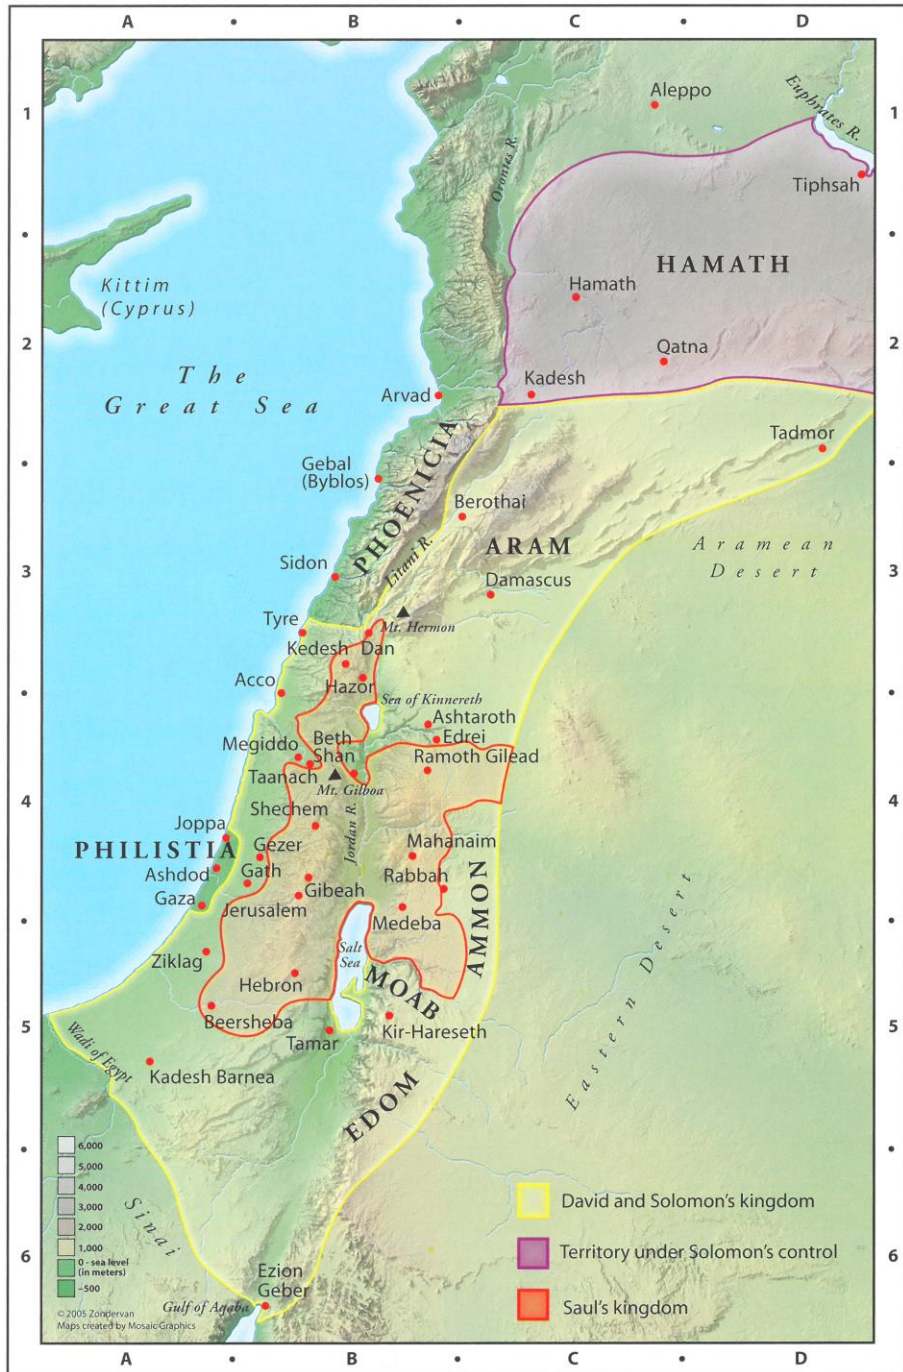 A • B • C • D
1
1
Aleppo
Euphrates R.
Orontes R.
Tiphsah
•
•
HAMATH
Kittim
(Cyprus)
Hamath
2
2
Qatna
The
Great Sea
Kadesh
Arvad
Tadmor
PHOENICIA
•
•
Gebal
(Byblos)
Berothai
ARAM
Aramean
Desert
Litani R.
3
3
Sidon
Damascus
Tyre
Mt. Hermon
Kedesh
Dan
Acco
Hazor
•
•
Sea of Kinnereth
Ashtaroth
Edrei
Megiddo
Beth
Shan
Ramoth Gilead
Taanach
Mt. Gilboa
4
4
Shechem
Jordan R.
Joppa
PHILISTIA
Gezer
Mahanaim
Ashdod
Gath
Rabbah
Gibeah
Gaza
Jerusalem
Medeba
AMMON
Eastern Desert
•
•
Salt
Sea
Ziklag
MOAB
Hebron
5
5
Beersheba
Tamar
Kir-Hareseth
Wadi of Egypt
Kadesh Barnea
EDOM
•
•
6,000
5,000
4,000
3,000
2,000
1,000
0 - sea level
(in meters)
-500
Sinai
David and Solomon's kingdom
Territory under Solomon's control
Saul's kingdom
6
6
Ezion
Geber
Gulf of Aqaba
© 2005 Zondervan
Maps created by Mosaic Graphics
A • B • C • D